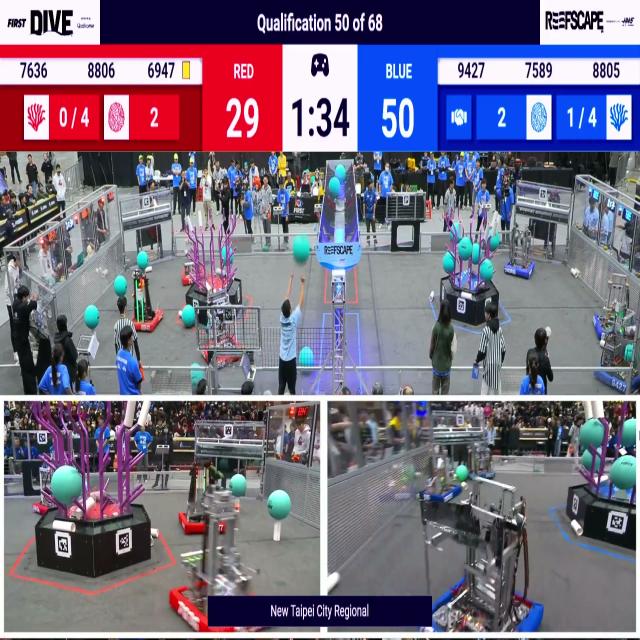 FIRST DIVE
Qualification 50 of 68
REEFSCAPE
7636 8806 6947
RED
BLUE
9427 7589 8805
0 / 4
2
29
1:34
50
2
1 / 4
REEFSCAPE
New Taipei City Regional